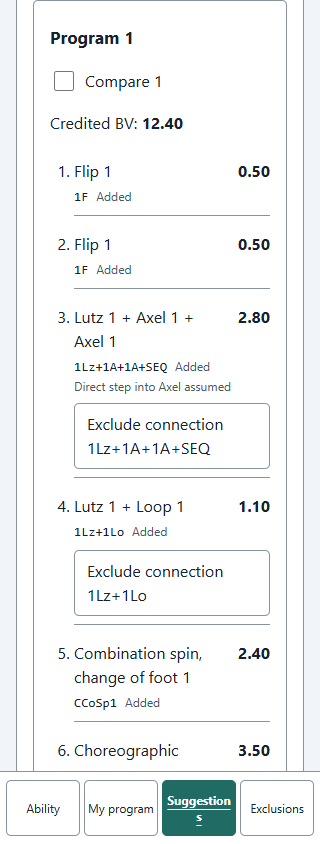 Program 1
Compare 1
Credited BV: 12.40
1. Flip 1 0.50
1F Added
2. Flip 1 0.50
1F Added
3. Lutz 1 + Axel 1 + 2.80
Axel 1
1Lz+1A+1A+SEQ Added
Direct step into Axel assumed
Exclude connection
1Lz+1A+1A+SEQ
4. Lutz 1 + Loop 1 1.10
1Lz+1Lo Added
Exclude connection
1Lz+1Lo
5. Combination spin, 2.40
change of foot 1
CCoSp1 Added
6. Choreographic 3.50
Ability
My program
Suggestion
s
Exclusions